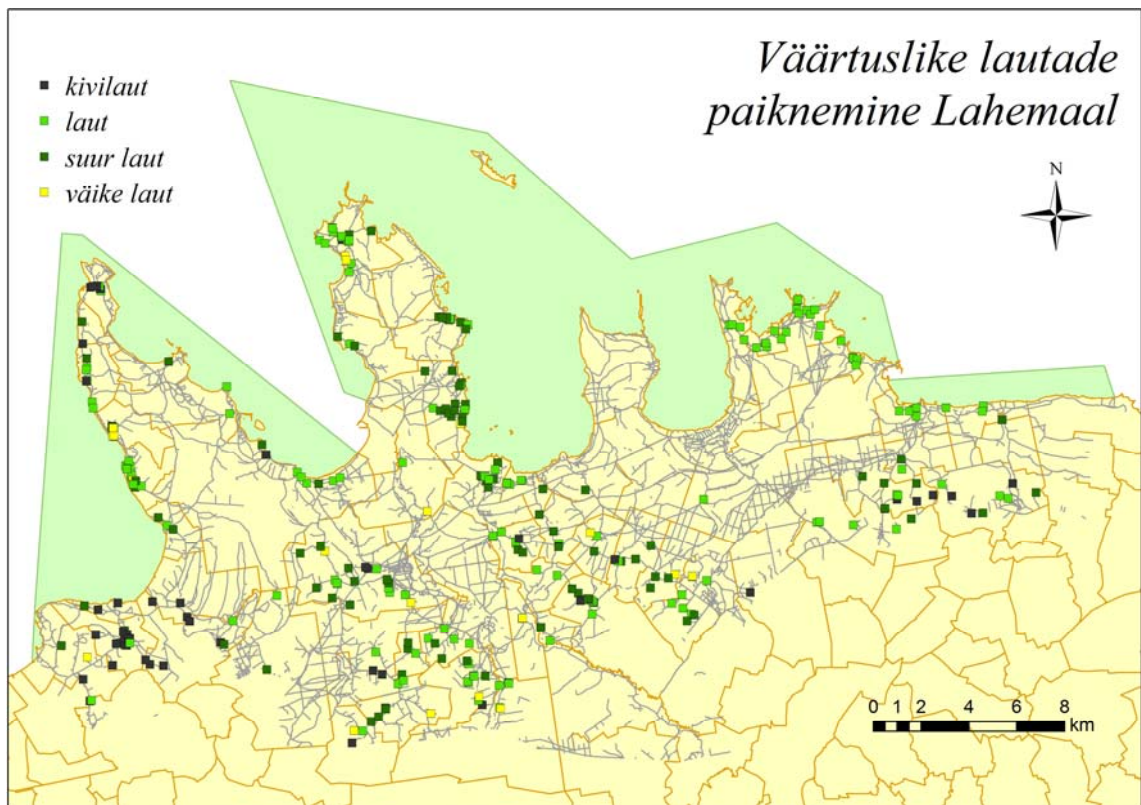 Väärtuslike lautade
paiknemine Lahemaal
kivilaut
laut
suur laut
väike laut
N
0 1 2 4 6 8
km